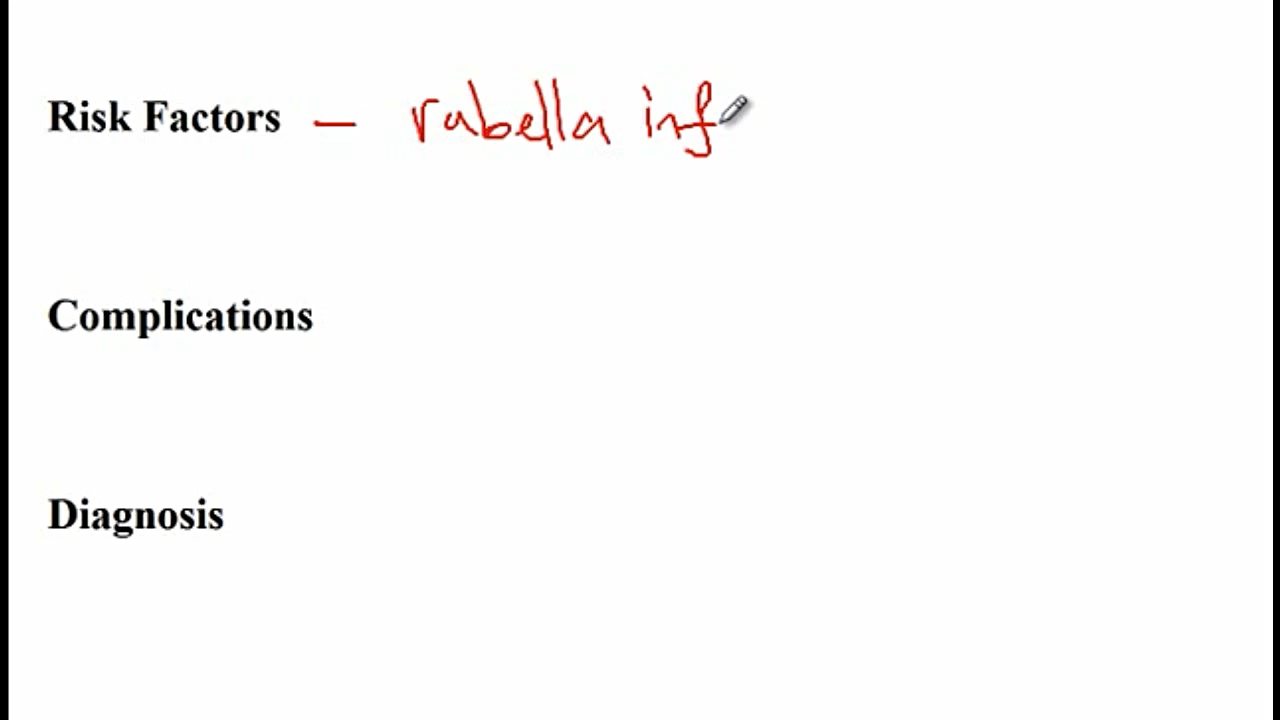 Risk Factors — rubella inf
Complications
Diagnosis